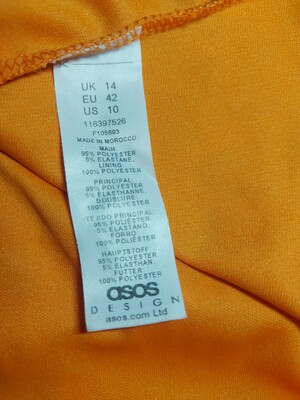 UK 14
EU 42
US 10
116397526
F105693
MADE IN MOROCCO
MAIN
95% POLYESTER
5% ELASTANE,
LINING
100% POLYESTER
PRINCIPAL
95% POLYESTER
5% ELASTHANNE,
DOUBLURE
100% POLYESTER
TEJIDO PRINCIPAL
95% POLIÉSTER
5% ELASTANO,
FORRO
100% POLIÉSTER
HAUPTSTOFF
95% POLYESTER
5% ELASTHAN,
FUTTER
100% POLYESTER
asos
DESIGN
asos.com Ltd